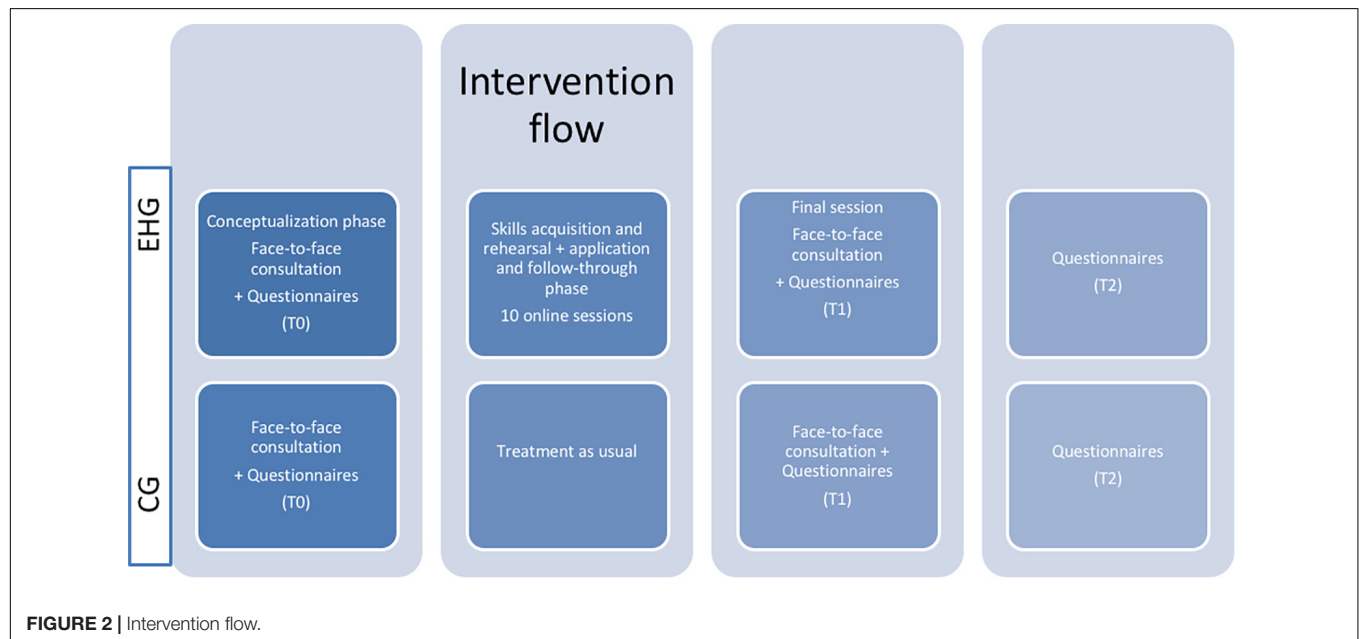 Intervention
flow
EHG
Conceptualization phase
Face-to-face
consultation
+ Questionnaires
(T0)
Skills acquisition and
rehearsal + application
and follow-through
phase
10 online sessions
Final session
Face-to-face
consultation
+ Questionnaires
(T1)
Questionnaires
(T2)
CG
Face-to-face
consultation
+ Questionnaires
(T0)
Treatment as usual
Face-to-face
consultation +
Questionnaires
(T1)
Questionnaires
(T2)
FIGURE 2 | Intervention flow.